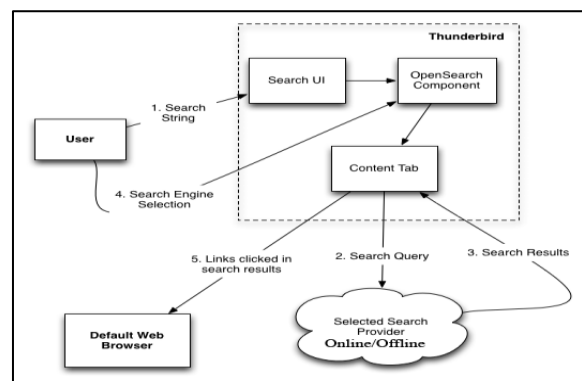 Thunderbird
Search UI
OpenSearch
Component
1. Search
String
User
Content Tab
4. Search Engine
Selection
5. Links clicked in
search results
2. Search Query
3. Search Results
Default Web
Browser
Selected Search
Provider
Online/Offline